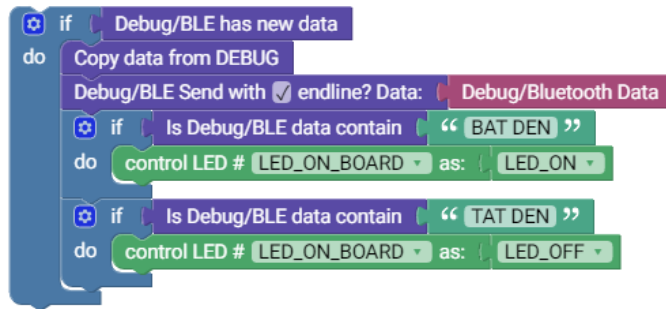 if Debug/BLE has new data
do Copy data from DEBUG
Debug/BLE Send with endline? Data: Debug/Bluetooth Data
if Is Debug/BLE data contain “ BAT DEN ”
do control LED # LED_ON_BOARD as: LED_ON
if Is Debug/BLE data contain “ TAT DEN ”
do control LED # LED_ON_BOARD as: LED_OFF